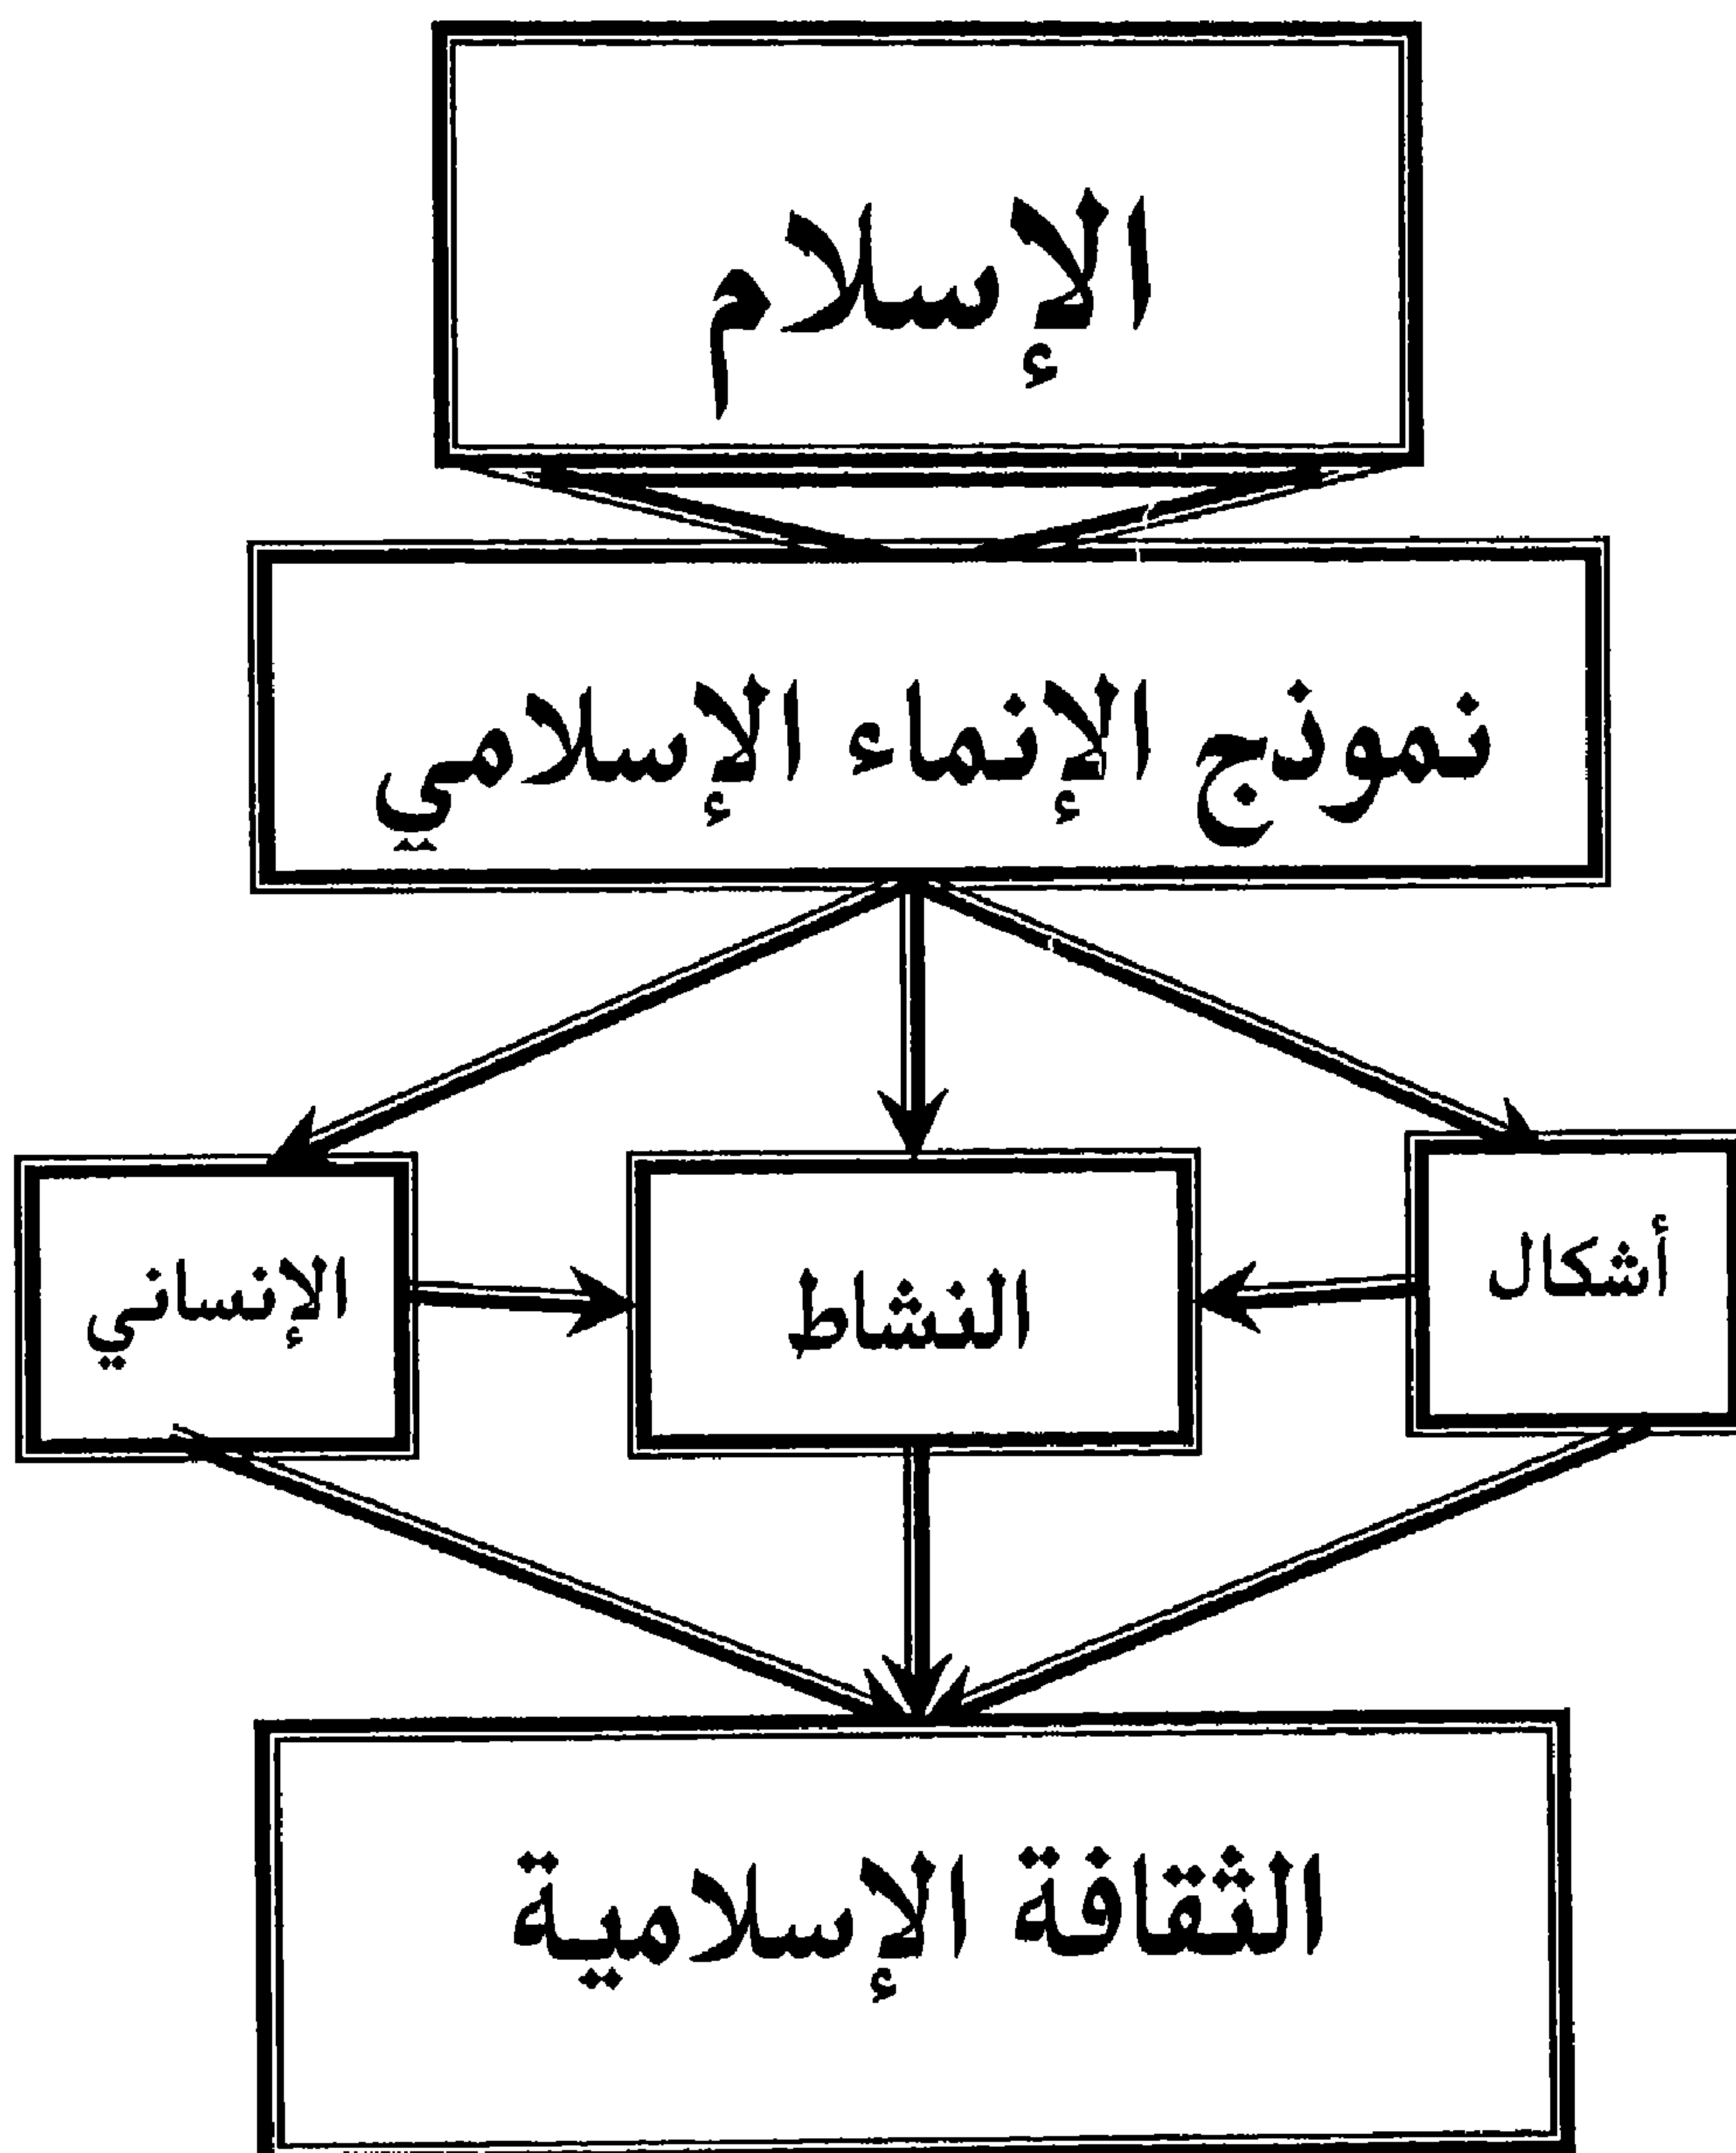 الإسلام
نموذج الإنماء الإسلامي
أشكال
النشاط
الإنساني
الثقافة الإسلامية